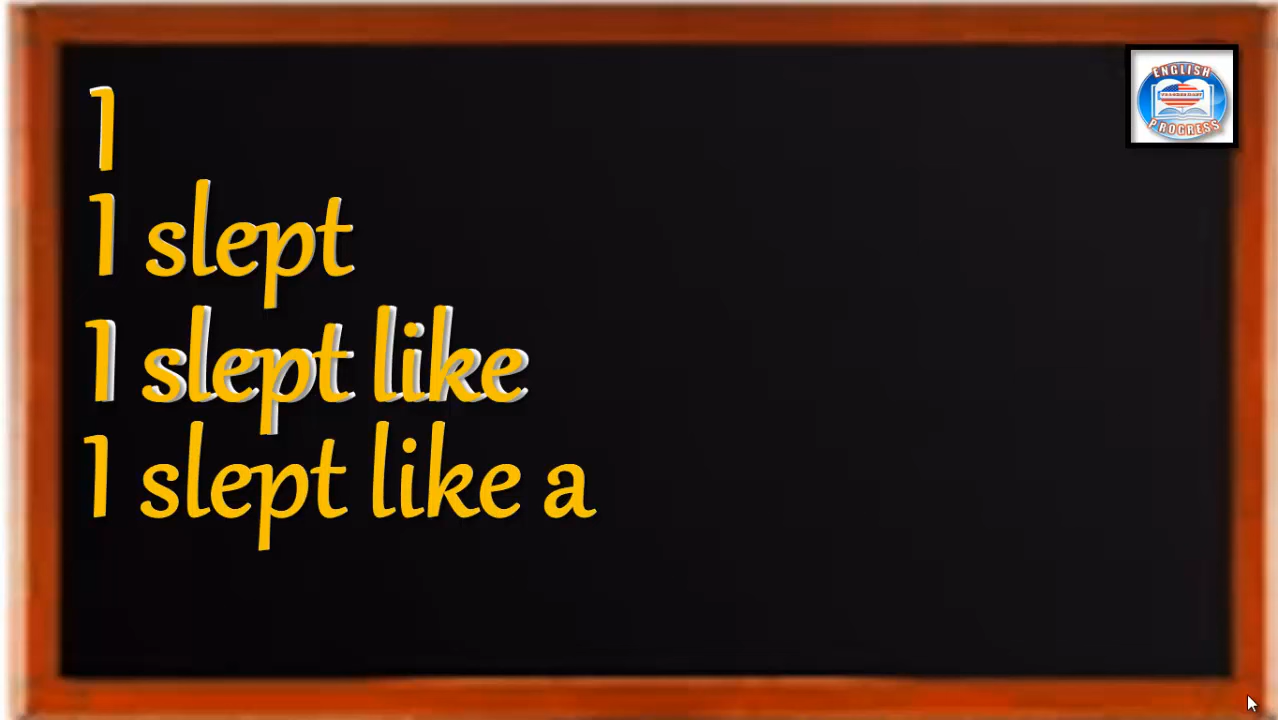 I
I slept
I slept like
I slept like a
ENGLISH
PROGRESS